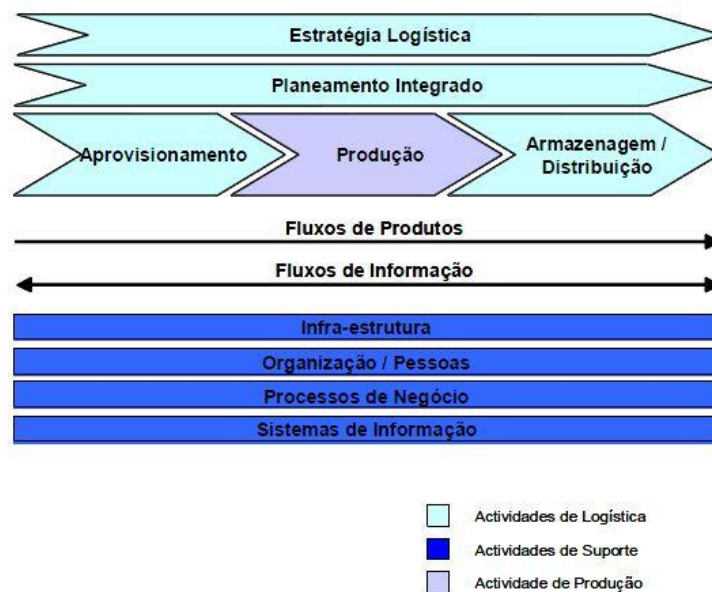 Estratégia Logística
Planeamento Integrado
Aprovisionamento
Produção
Armazenagem /
Distribuição
Fluxos de Produtos
Fluxos de Informação
Infra-estrutura
Organização / Pessoas
Processos de Negócio
Sistemas de Informação
Actividades de Logística
Actividades de Suporte
Actividade de Produção